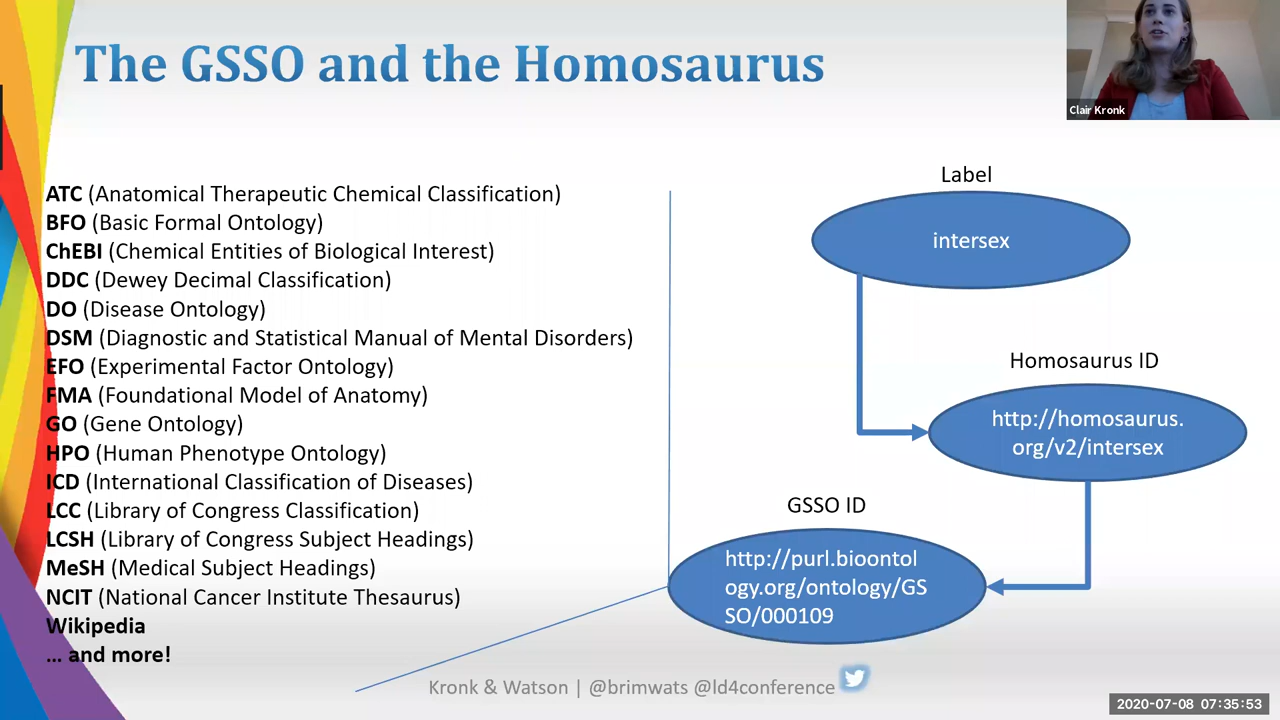 The GSSO and the Homosaurus
Clair Kronk
ATC (Anatomical Therapeutic Chemical Classification)
BFO (Basic Formal Ontology)
ChEBI (Chemical Entities of Biological Interest)
DDC (Dewey Decimal Classification)
DO (Disease Ontology)
DSM (Diagnostic and Statistical Manual of Mental Disorders)
EFO (Experimental Factor Ontology)
FMA (Foundational Model of Anatomy)
GO (Gene Ontology)
HPO (Human Phenotype Ontology)
ICD (International Classification of Diseases)
LCC (Library of Congress Classification)
LCSH (Library of Congress Subject Headings)
MeSH (Medical Subject Headings)
NCIT (National Cancer Institute Thesaurus)
Wikipedia
... and more!
Label
intersex
Homosaurus ID
http://homosaurus.
org/v2/intersex
GSSO ID
http://purl.bioontol
ogy.org/ontology/GS
SO/000109
Kronk & Watson | @brimwats @ld4conference
2020-07-08 07:35:53